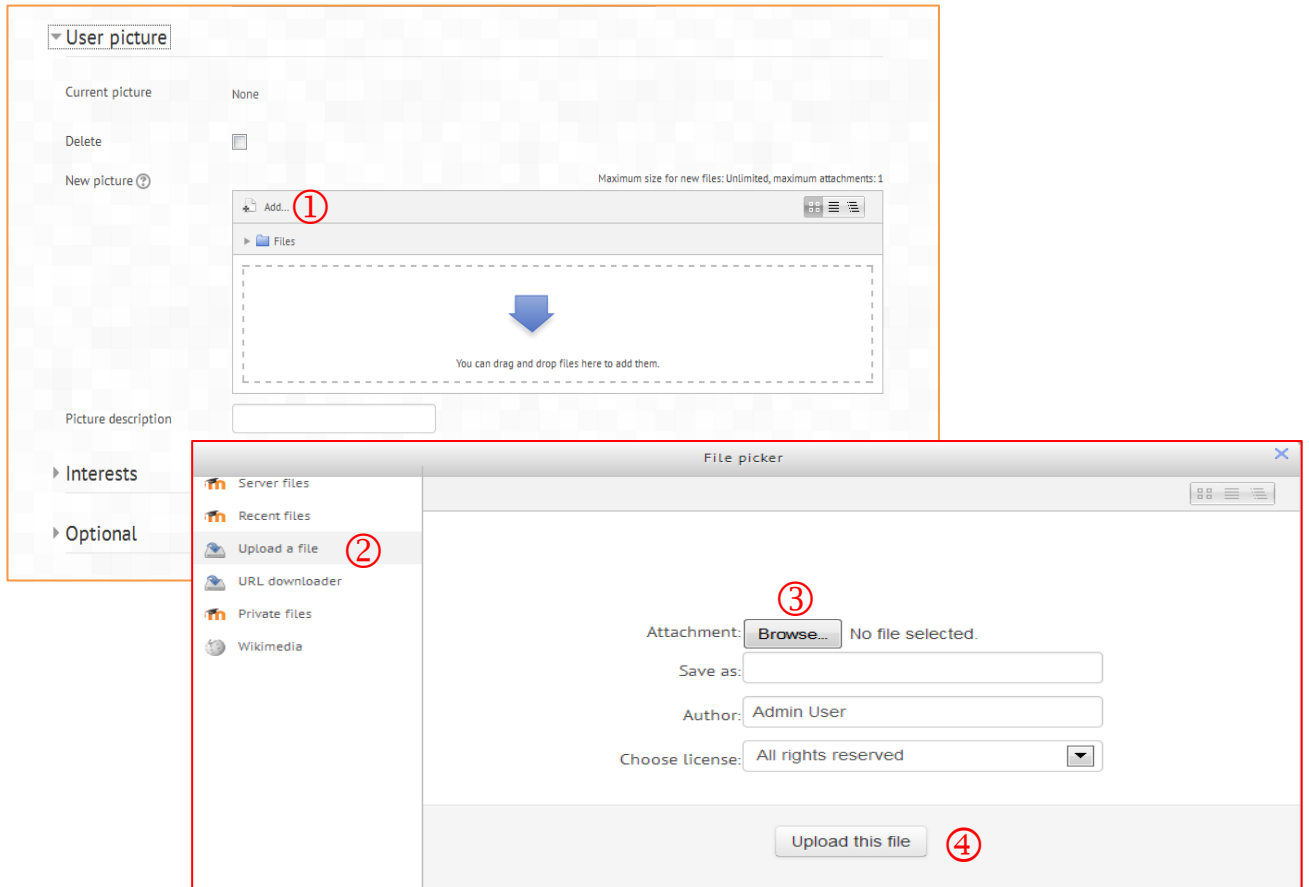 User picture
Current picture None
Delete
New picture ? Maximum size for new files: Unlimited, maximum attachments: 1
Add... ①
Files
You can drag and drop files here to add them.
Picture description
Interests
Optional
File picker
Server files
Recent files
Upload a file ②
URL downloader
Private files
Wikimedia
③
Attachment: Browse... No file selected.
Save as:
Author: Admin User
Choose license: All rights reserved
Upload this file ④